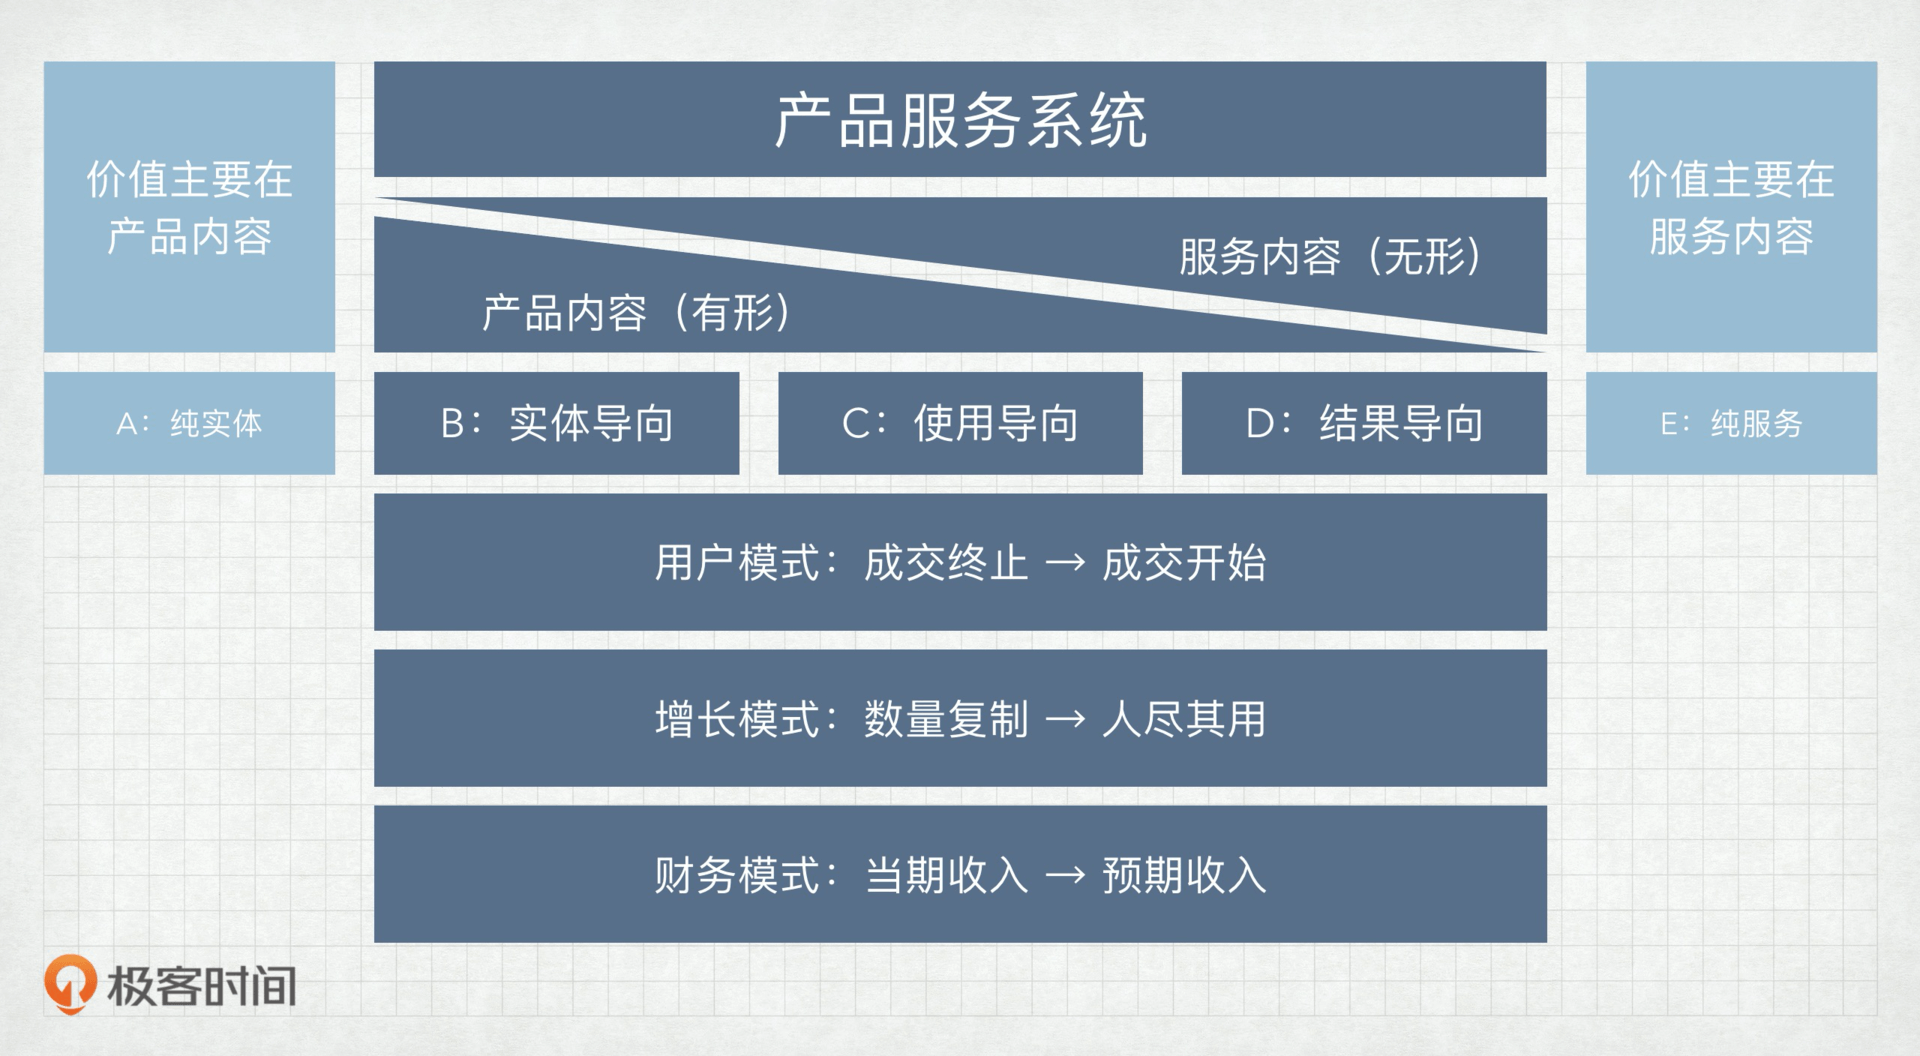 价值主要在
产品内容
产品服务系统
价值主要在
服务内容
服务内容（无形）
产品内容（有形）
A：纯实体
B：实体导向
C：使用导向
D：结果导向
E：纯服务
用户模式：成交终止 → 成交开始
增长模式：数量复制 → 人尽其用
财务模式：当期收入 → 预期收入
极客时间